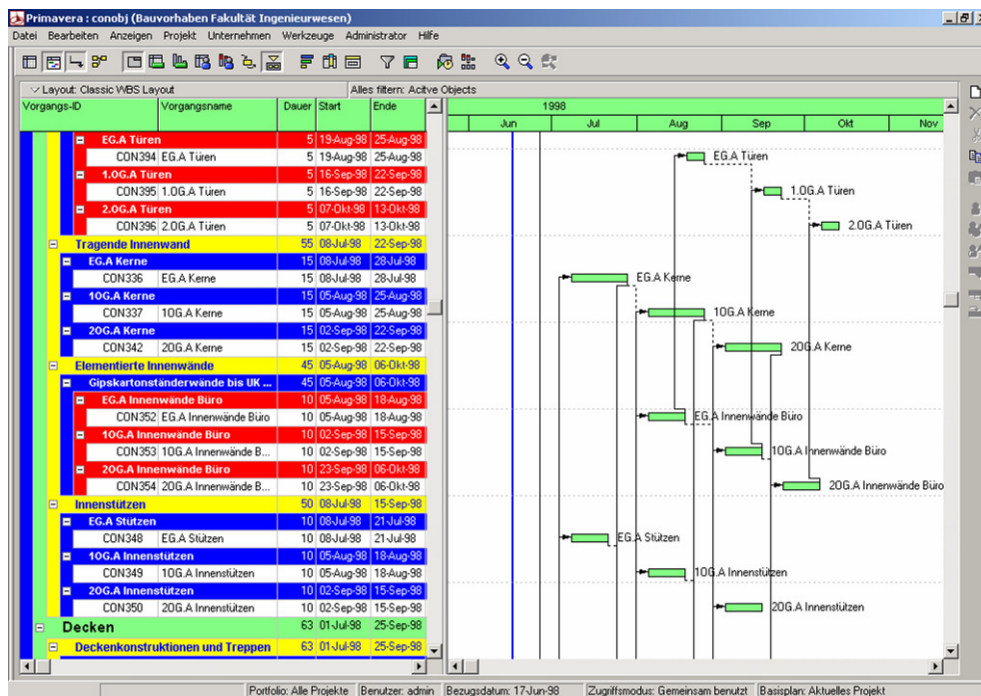 Primavera : conobj (Bauvorhaben Fakultät Ingenieurwesen)
Datei Bearbeiten Anzeigen Projekt Unternehmen Werkzeuge Administrator Hilfe
Layout: Classic WBS Layout Alles filtern: Acitve Objects
Vorgangs-ID Vorgangsname Dauer Start Ende 1998
Jun Jul Aug Sep Okt Nov
EG.A Türen 5 19-Aug-98 25-Aug-98
CON394 EG.A Türen 5 19-Aug-98 25-Aug-98 EG.A Türen
1.OG.A Türen 5 16-Sep-98 22-Sep-98
CON395 1.OG.A Türen 5 16-Sep-98 22-Sep-98 1.OG.A Türen
2.OG.A Türen 5 07-Okt-98 13-Okt-98
CON396 2.OG.A Türen 5 07-Okt-98 13-Okt-98 2.OG.A Türen
Tragende Innenwand 55 08-Jul-98 22-Sep-98
EG.A Kerne 15 08-Jul-98 28-Jul-98
CON336 EG.A Kerne 15 08-Jul-98 28-Jul-98 EG.A Kerne
1OG.A Kerne 15 05-Aug-98 25-Aug-98
CON337 1OG.A Kerne 15 05-Aug-98 25-Aug-98 1OG.A Kerne
2OG.A Kerne 15 02-Sep-98 22-Sep-98
CON342 2OG.A Kerne 15 02-Sep-98 22-Sep-98 2OG.A Kerne
Elementierte Innenwände 45 05-Aug-98 06-Okt-98
Gipskartonständerwände bis UK ... 45 05-Aug-98 06-Okt-98
EG.A Innenwände Büro 10 05-Aug-98 18-Aug-98
CON352 EG.A Innenwände Büro 10 05-Aug-98 18-Aug-98 EG.A Innenwände Büro
1OG.A Innenwände Büro 10 02-Sep-98 15-Sep-98
CON353 1OG.A Innenwände B... 10 02-Sep-98 15-Sep-98 1OG.A Innenwände Büro
2OG.A Innenwände Büro 10 23-Sep-98 06-Okt-98
CON354 2OG.A Innenwände B... 10 23-Sep-98 06-Okt-98 2OG.A Innenwände Büro
Innenstützen 50 08-Jul-98 15-Sep-98
EG.A Stützen 10 08-Jul-98 21-Jul-98
CON348 EG.A Stützen 10 08-Jul-98 21-Jul-98 EG.A Stützen
1OG.A Innenstützen 10 05-Aug-98 18-Aug-98
CON349 1OG.A Innenstützen 10 05-Aug-98 18-Aug-98 1OG.A Innenstützen
2OG.A Innenstützen 10 02-Sep-98 15-Sep-98
CON350 2OG.A Innenstützen 10 02-Sep-98 15-Sep-98 2OG.A Innenstützen
Decken 63 01-Jul-98 25-Sep-98
Deckenkonstruktionen und Treppen 63 01-Jul-98 25-Sep-98
Portfolio: Alle Projekte Benutzer: admin Bezugsdatum: 17-Jun-98 Zugriffsmodus: Gemeinsam benutzt Basisplan: Aktuelles Projekt